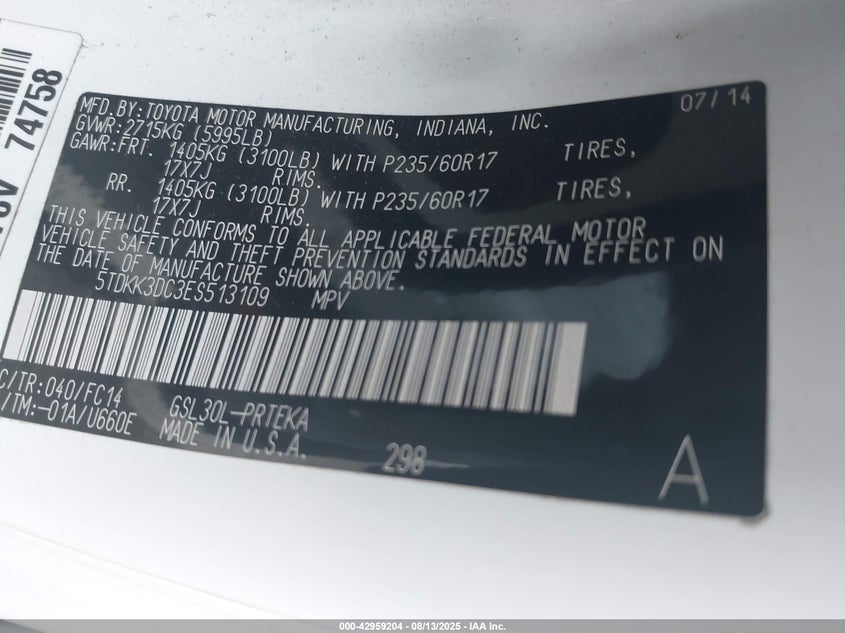 74758
MFD. BY: TOYOTA MOTOR MANUFACTURING, INDIANA, INC. 07/14
GVWR: 2715KG (5995LB)
GAWR: FRT. 1405KG (3100LB) WITH P235/60R17 TIRES,
17X7J RIMS.
RR. 1405KG (3100LB) WITH P235/60R17 TIRES,
17X7J RIMS.
THIS VEHICLE CONFORMS TO ALL APPLICABLE FEDERAL MOTOR
VEHICLE SAFETY AND THEFT PREVENTION STANDARDS IN EFFECT ON
THE DATE OF MANUFACTURE SHOWN ABOVE.
5TDKK3DC3ES513109 MPV
C/TR: 040/FC14 GSL30L-PRTEKA
/TM:-01A/U660E MADE IN U.S.A. 298 A
000-42959204 - 08/13/2025 - IAA Inc.